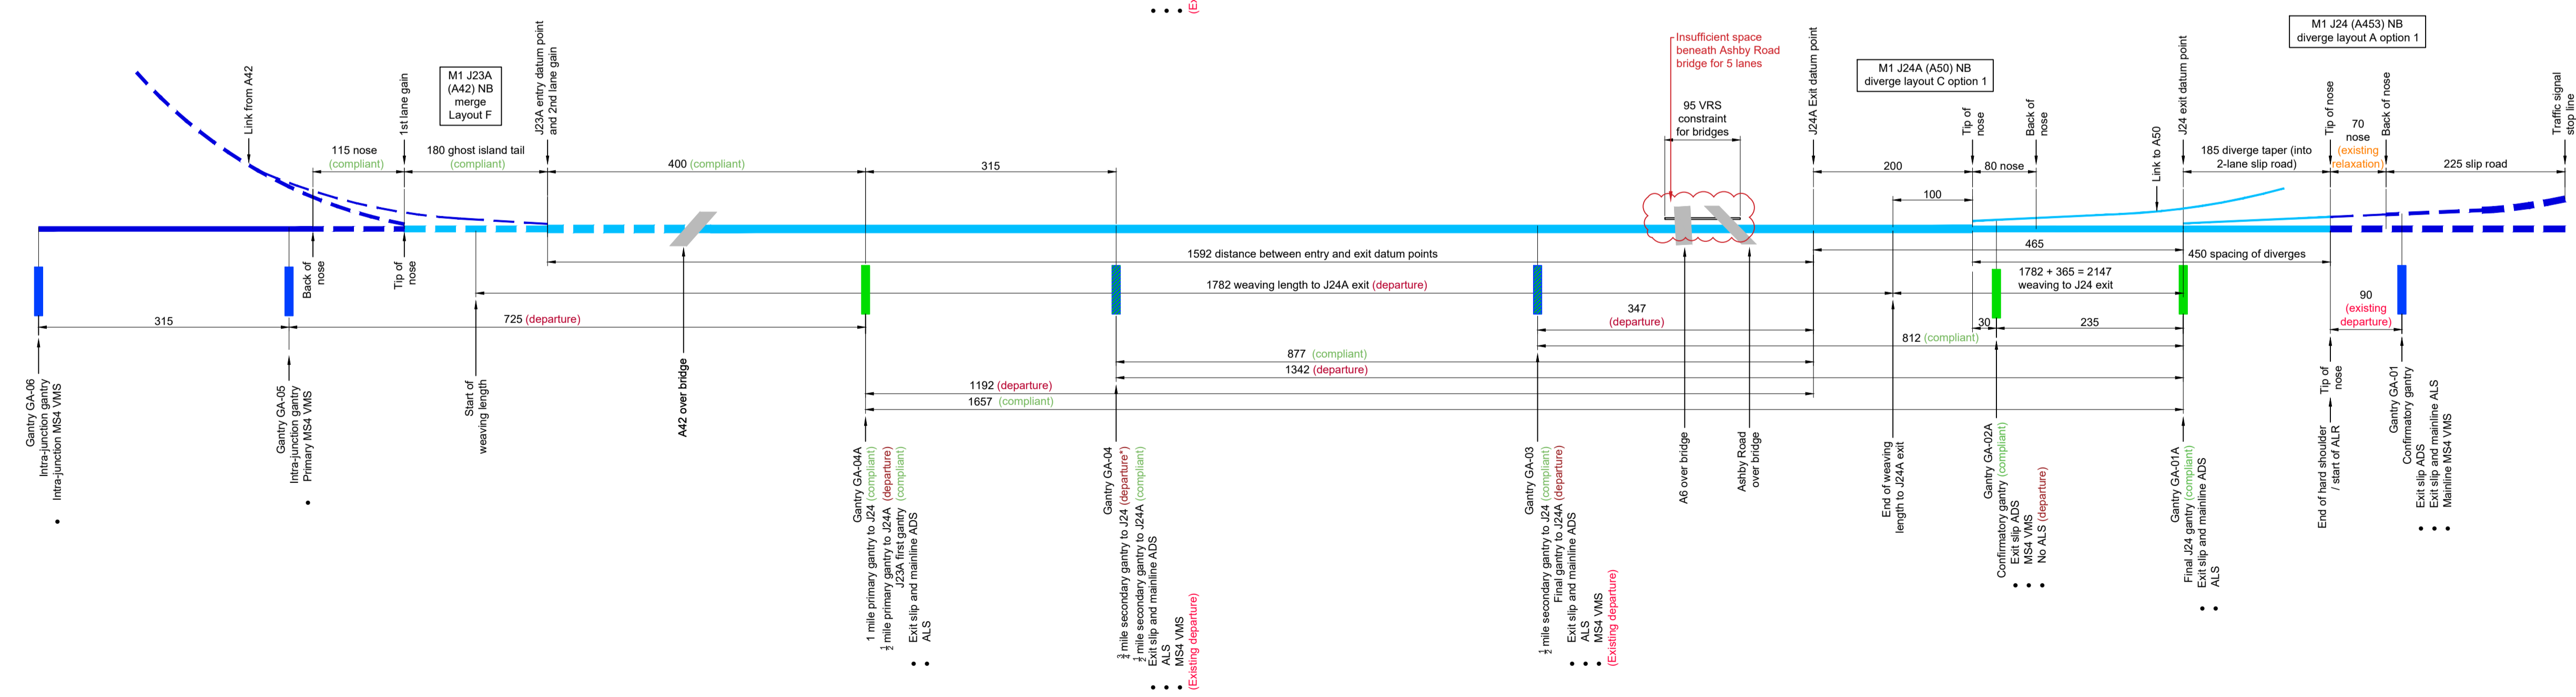 • • • (Ex
M1 J24 (A453) NB
diverge layout A option 1
Insufficient space
beneath Ashby Road
bridge for 5 lanes
M1 J23A
(A42) NB
merge
Layout F
M1 J24A (A50) NB
diverge layout C option 1
Link from A42
1st lane gain
J23A entry datum point
and 2nd lane gain
95 VRS
constraint
for bridges
J24A Exit datum point
Tip of
nose
Back of
nose
Link to A50
J24 exit datum point
Tip of nose
Back of nose
Traffic signal
stop line
115 nose
(compliant)
180 ghost island tail
(compliant)
400 (compliant)
315
200
80 nose
185 diverge taper (into
2-lane slip road)
70
nose
(existing
relaxation)
225 slip road
100
465
1592 distance between entry and exit datum points
450 spacing of diverges
Back of
nose
Tip of
nose
1782 weaving length to J24A exit (departure)
1782 + 365 = 2147
weaving to J24 exit
315
725 (departure)
347
(departure)
30
235
90
(existing
departure)
812 (compliant)
877 (compliant)
1342 (departure)
1192 (departure)
1657 (compliant)
Gantry GA-06
Intra-junction gantry
Intra-junction MS4 VMS
•
Gantry GA-05
Intra-junction gantry
Primary MS4 VMS
•
Start of
weaving length
A42 over bridge
Gantry GA-04A
1 mile primary gantry to J24 (compliant)
½ mile primary gantry to J24A (departure)
J23A first gantry (compliant)
• Exit slip and mainline ADS
• ALS
Gantry GA-04
¾ mile secondary gantry to J24 (departure*)
½ mile secondary gantry to J24A (compliant)
• Exit slip and mainline ADS
• ALS
• MS4 VMS
(Existing departure)
Gantry GA-03
½ mile secondary gantry to J24 (compliant)
Final gantry to J24A (departure)
• Exit slip and mainline ADS
• ALS
• MS4 VMS
(Existing departure)
A6 over bridge
Ashby Road
over bridge
End of weaving
length to J24A exit
Gantry GA-02A
Confirmatory gantry (compliant)
• Exit slip ADS
• MS4 VMS
• No ALS (departure)
Gantry GA-01A
Final J24 gantry (compliant)
• Exit slip and mainline ADS
• ALS
Tip of
nose
End of hard shoulder
/ start of ALR
Gantry GA-01
Confirmatory gantry
• Exit slip ADS
• Exit slip and mainline ALS
• Mainline MS4 VMS